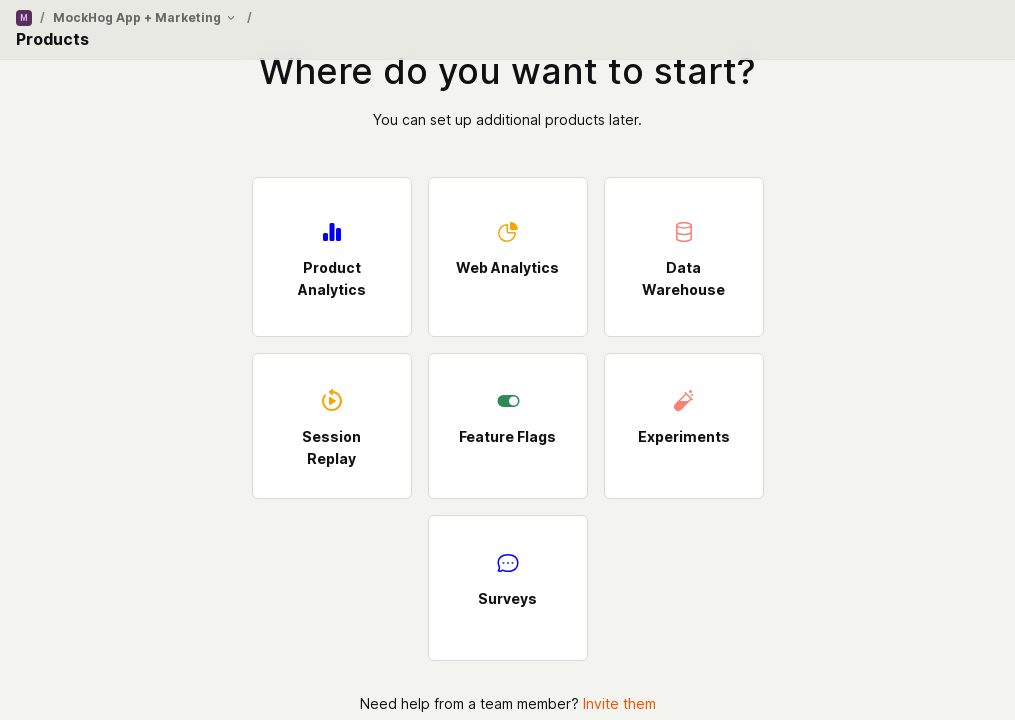 M / MockHog App + Marketing /
Products
Where do you want to start?
You can set up additional products later.
Product
Analytics
Web Analytics
Data
Warehouse
Session
Replay
Feature Flags
Experiments
Surveys
Need help from a team member? Invite them